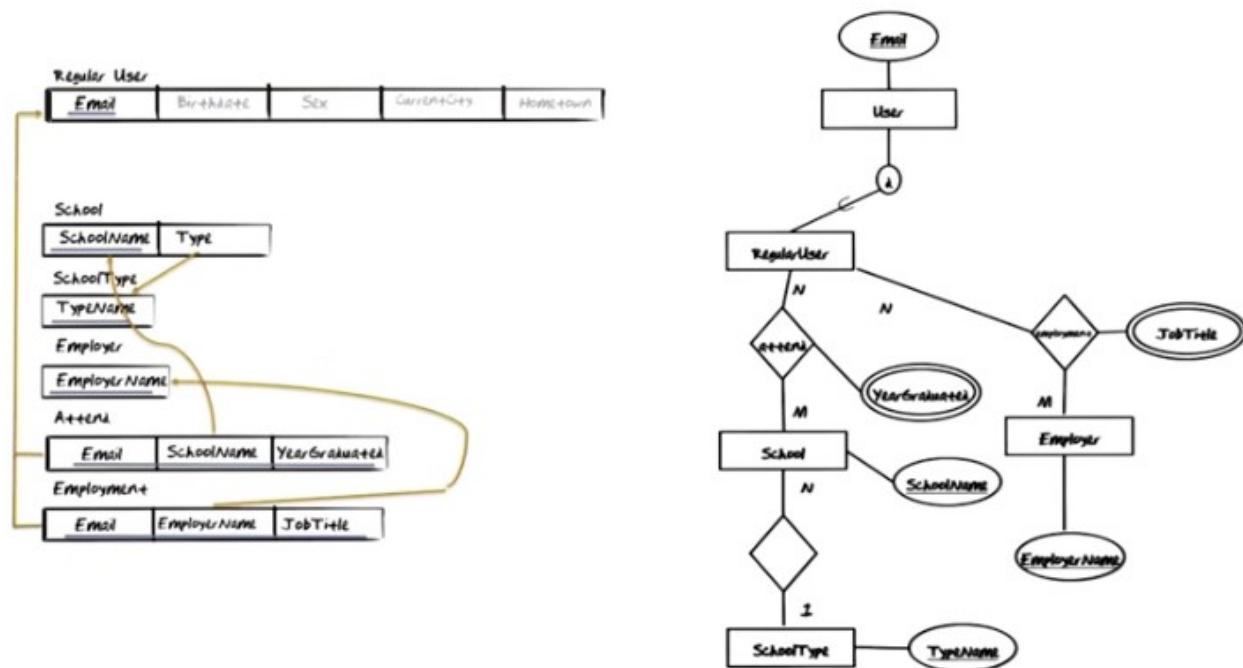 Regular User
Email Birthdate Sex CurrentCity Hometown
School
SchoolName Type
SchoolType
TypeName
Employer
EmployerName
Attend
Email SchoolName YearGraduated
Employment
Email EmployerName JobTitle
Email
User
d
C
RegularUser
N
N
attend
employment
JobTitle
YearGraduated
M
M
School
Employer
N
SchoolName
EmployerName
1
SchoolType
TypeName